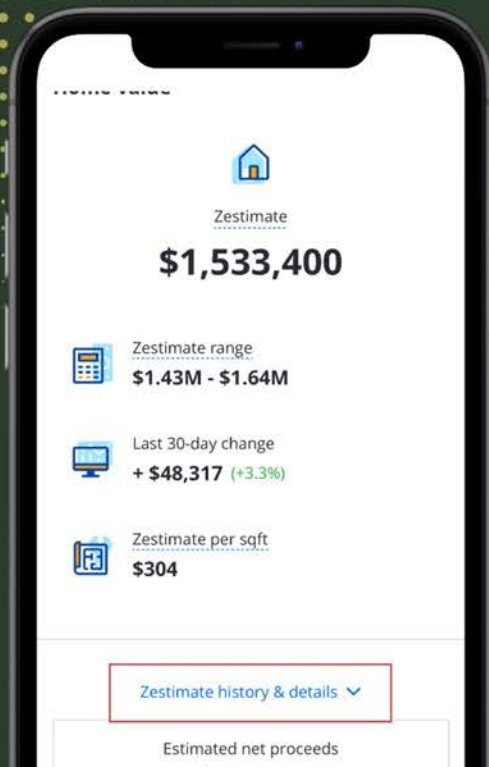 Zestimate
$1,533,400
Zestimate range
$1.43M - $1.64M
Last 30-day change
+ $48,317 (+3.3%)
Zestimate per sqft
$304
Zestimate history & details
Estimated net proceeds